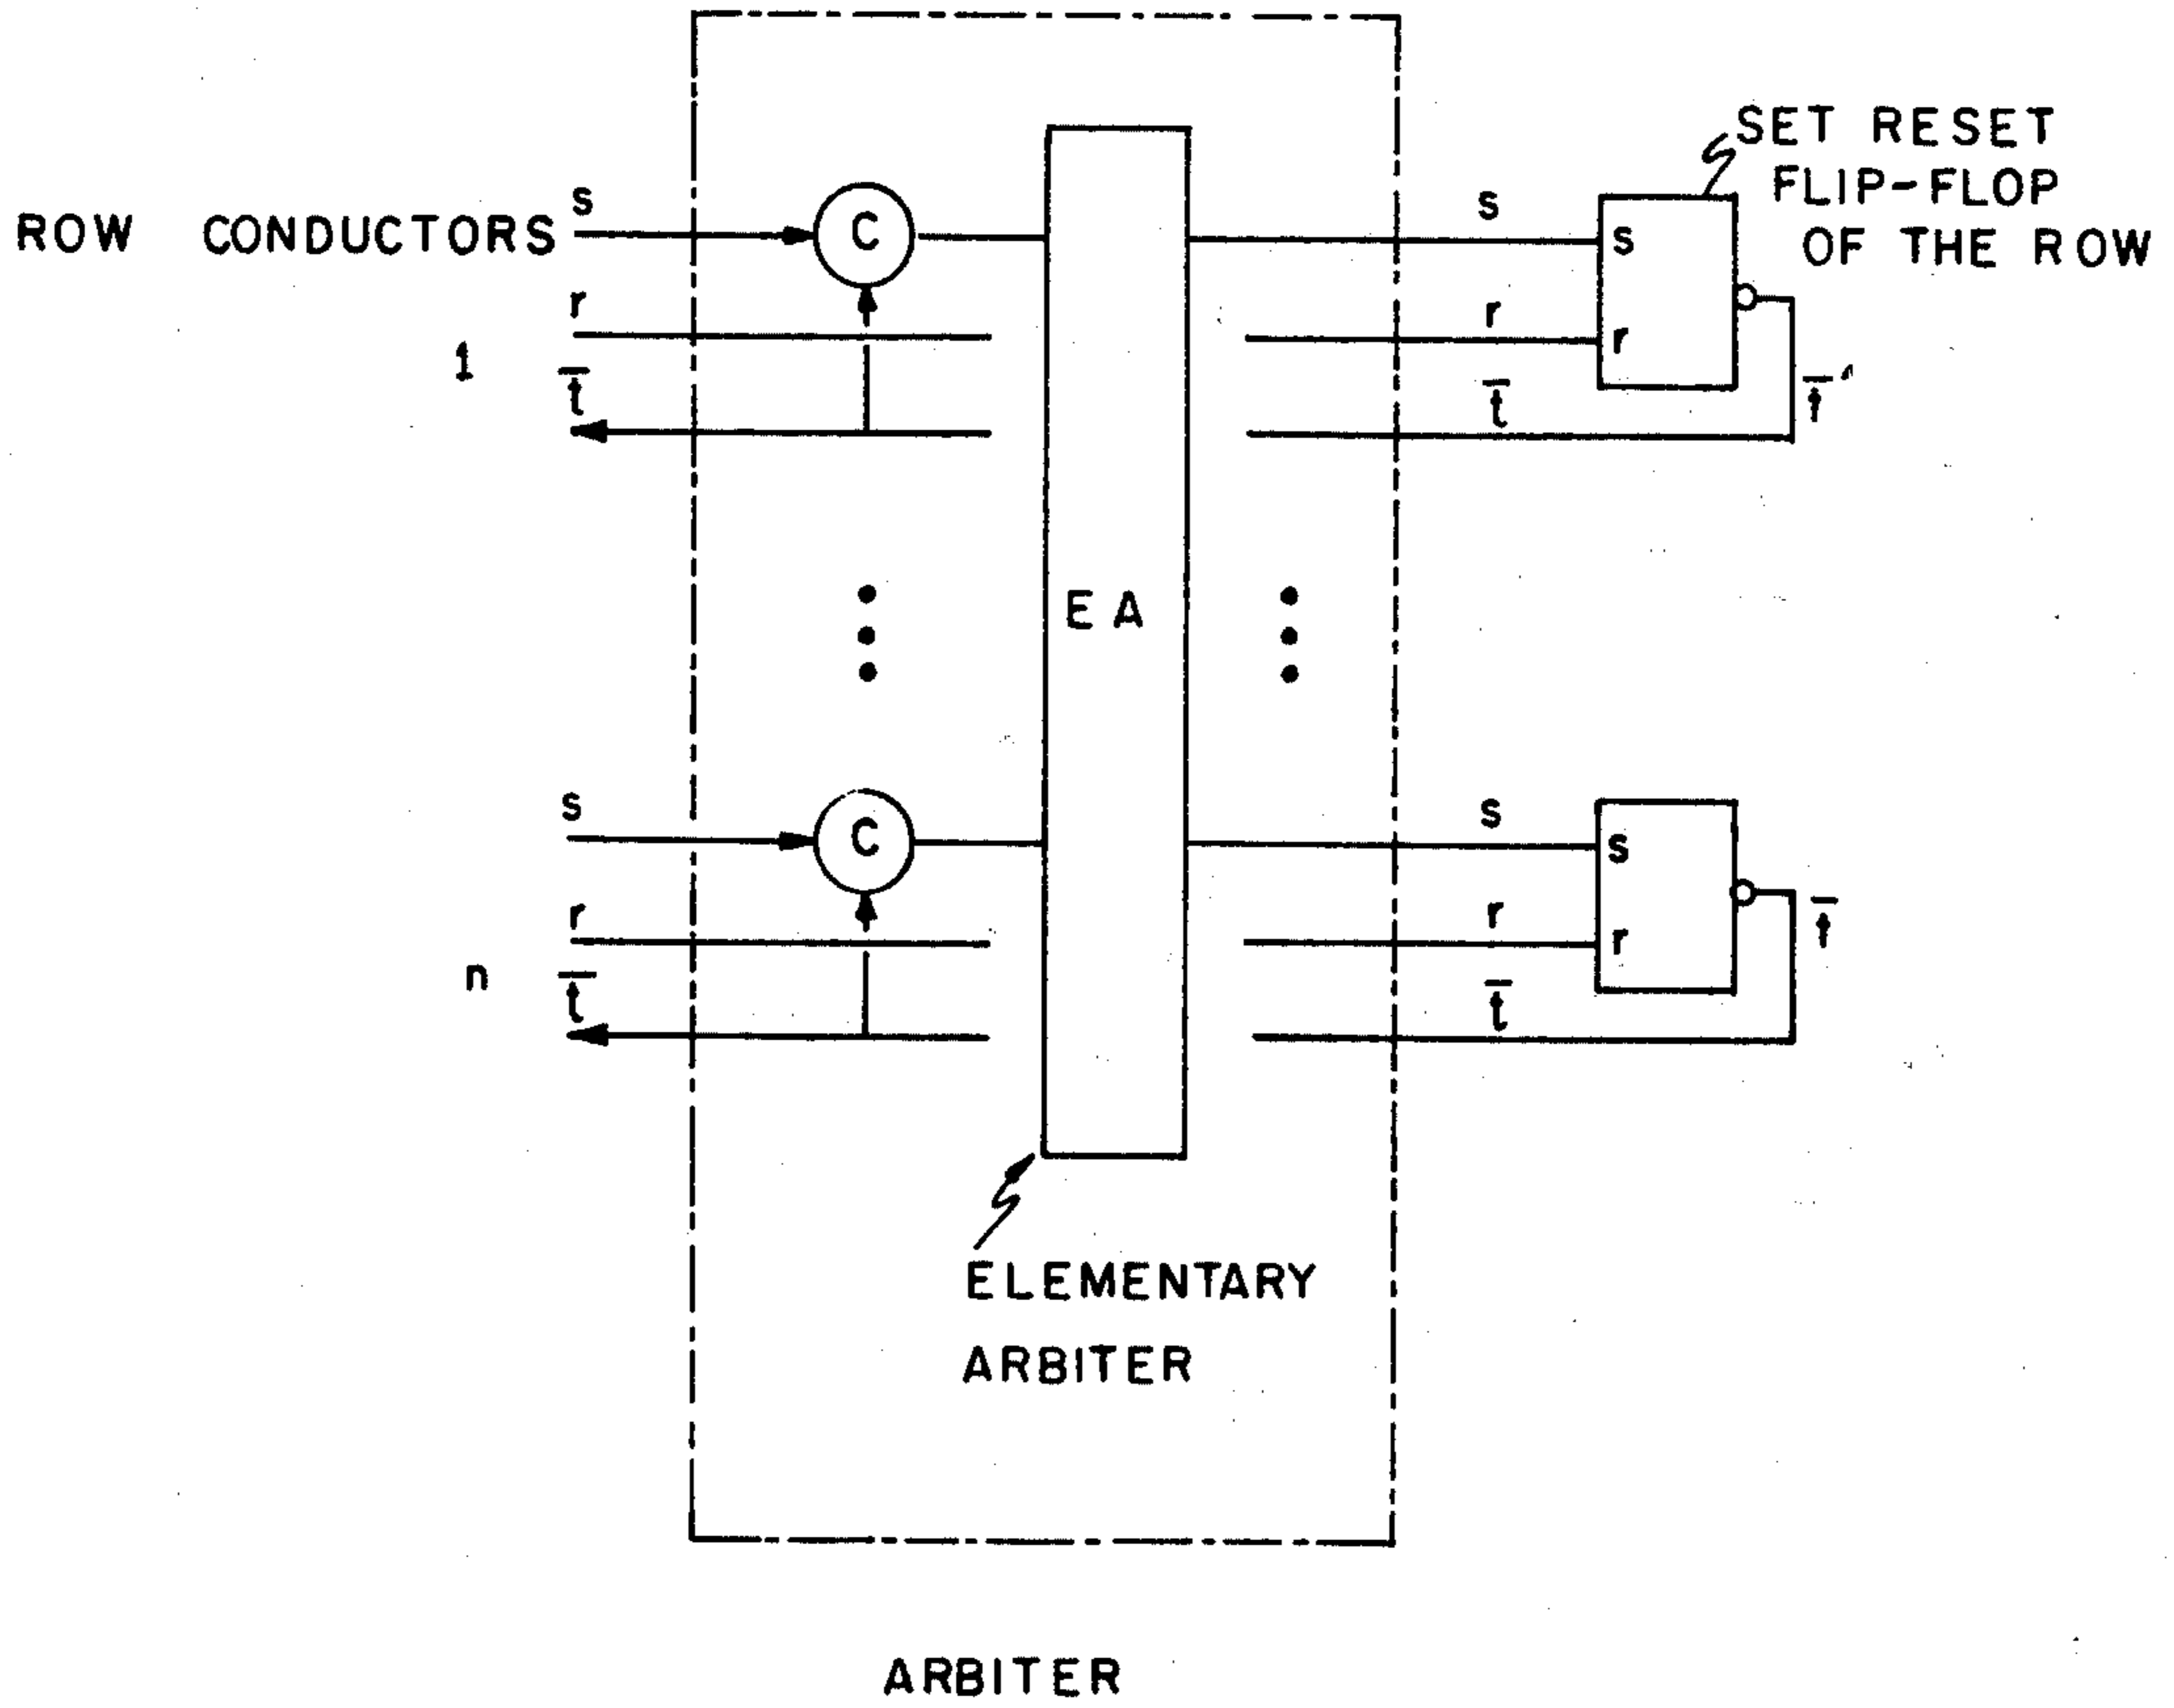 SET RESET
FLIP-FLOP
OF THE ROW
ROW CONDUCTORS
s
C
s
s
r
r
r
1
t̅
t̅
t̅'
EA
s
C
s
s
r
r
r
n
t̅
t̅
t̅
ELEMENTARY
ARBITER
ARBITER